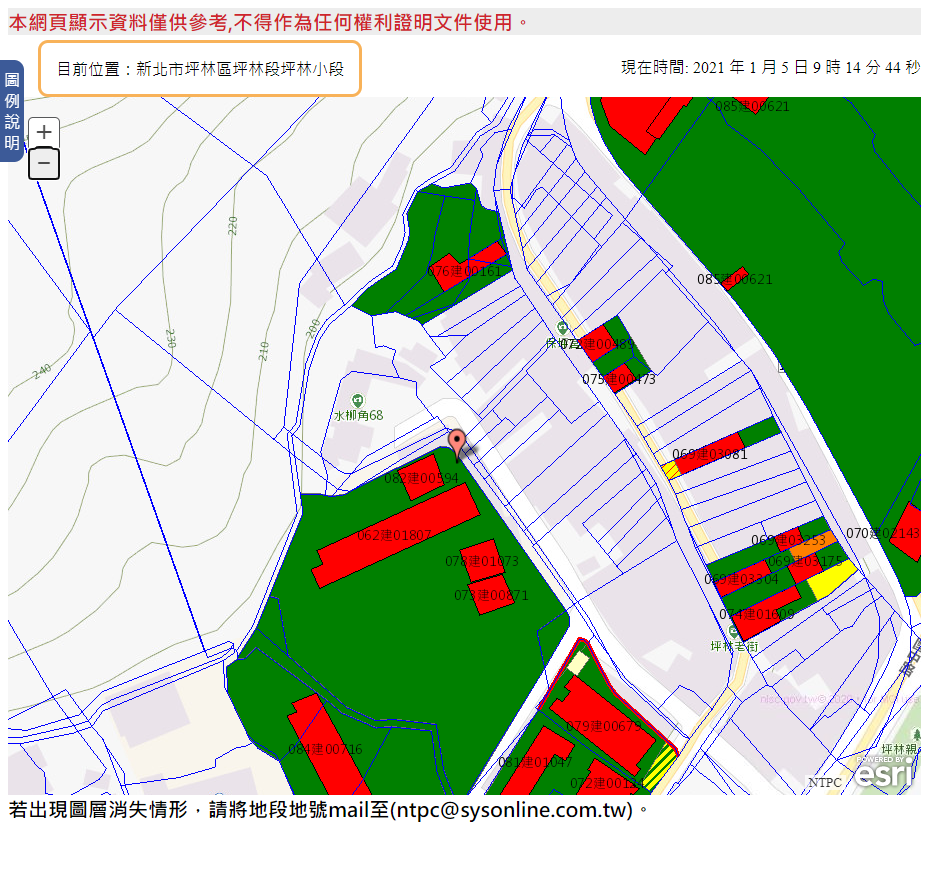 本網頁顯示資料僅供參考,不得作為任何權利證明文件使用。
目前位置：新北市坪林區坪林段坪林小段
現在時間: 2021 年 1 月 5 日 9 時 14 分 44 秒
圖例說明
+
−
085建00621
220
076建00161
085建00621
230
200
210
240
072建00489
075建00473
水柳角68
069建03081
082建00594
062建01807
070建02143
069建03253
078建01073
069建03175
069建03304
073建00871
074建01609
坪林老街
079建00679
084建00716
081建01047
坪林親
POWERED BY
esri
072建00134
NTPC
若出現圖層消失情形，請將地段地號mail至(ntpc@sysonline.com.tw)。